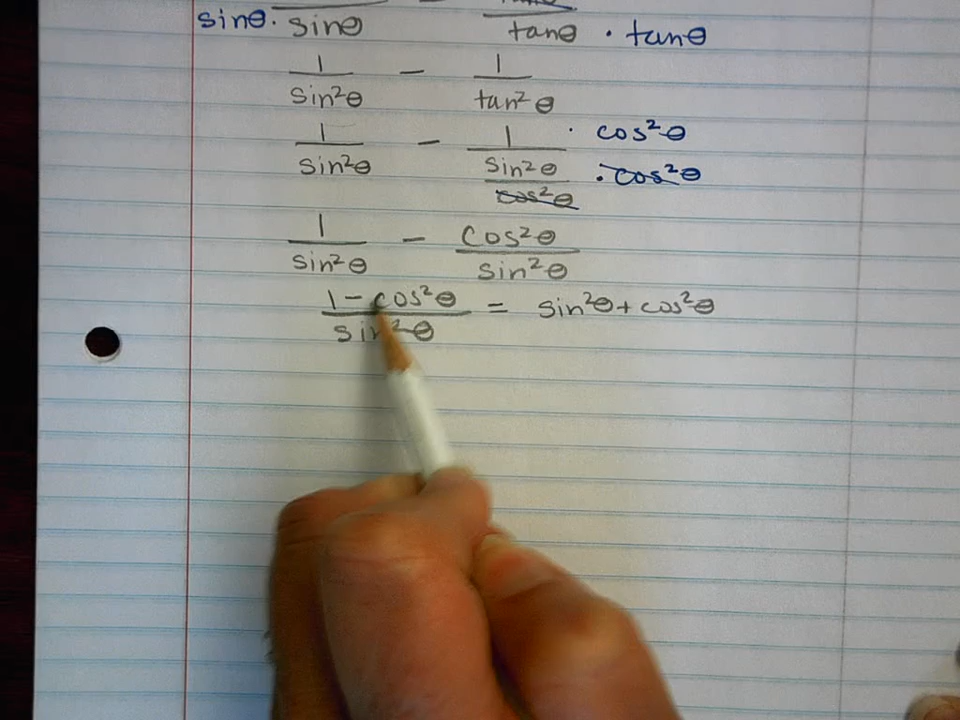 sinθ · sinθ tanθ · tanθ
1/sin²θ − 1/tan²θ
1/sin²θ − 1/(sin²θ/cos²θ) · cos²θ / · cos²θ
1/sin²θ − cos²θ/sin²θ
1 − cos²θ/sin²θ = sin²θ + cos²θ